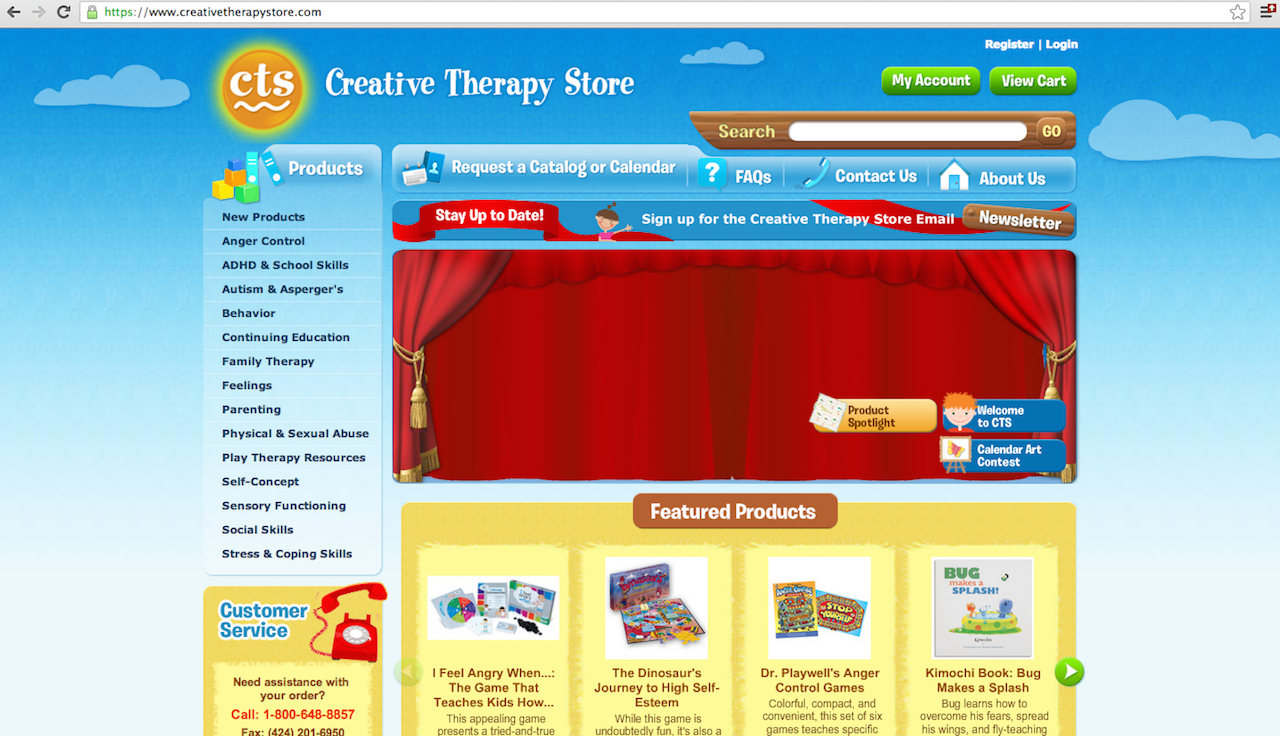 https://www.creativetherapystore.com
Register | Login
cts
Creative Therapy Store
My Account
View Cart
Search
GO
Products
Request a Catalog or Calendar
?
FAQs
Contact Us
About Us
Stay Up to Date!
Sign up for the Creative Therapy Store Email
Newsletter
New Products
Anger Control
ADHD & School Skills
Autism & Asperger's
Behavior
Continuing Education
Family Therapy
Feelings
Parenting
Physical & Sexual Abuse
Play Therapy Resources
Self-Concept
Sensory Functioning
Social Skills
Stress & Coping Skills
Product
Spotlight
Welcome
to CTS
Calendar Art
Contest
Customer
Service
Need assistance with
your order?
Call: 1-800-648-8857
Fax: (424) 201-6950
Featured Products
I Feel Angry When...:
The Game That
Teaches Kids How...
This appealing game
presents a tried-and-true
The Dinosaur's
Journey to High Self-
Esteem
While this game is
undoubtedly fun, it's also a
ANGER CONTROL
STOP
YOURSELF
Dr. Playwell's Anger
Control Games
Colorful, compact, and
convenient, this set of six
games teaches specific
BUG
makes a
SPLASH!
Kimochis
Kimochi Book: Bug
Makes a Splash
Bug learns how to
overcome his fears, spread
his wings, and fly-teaching